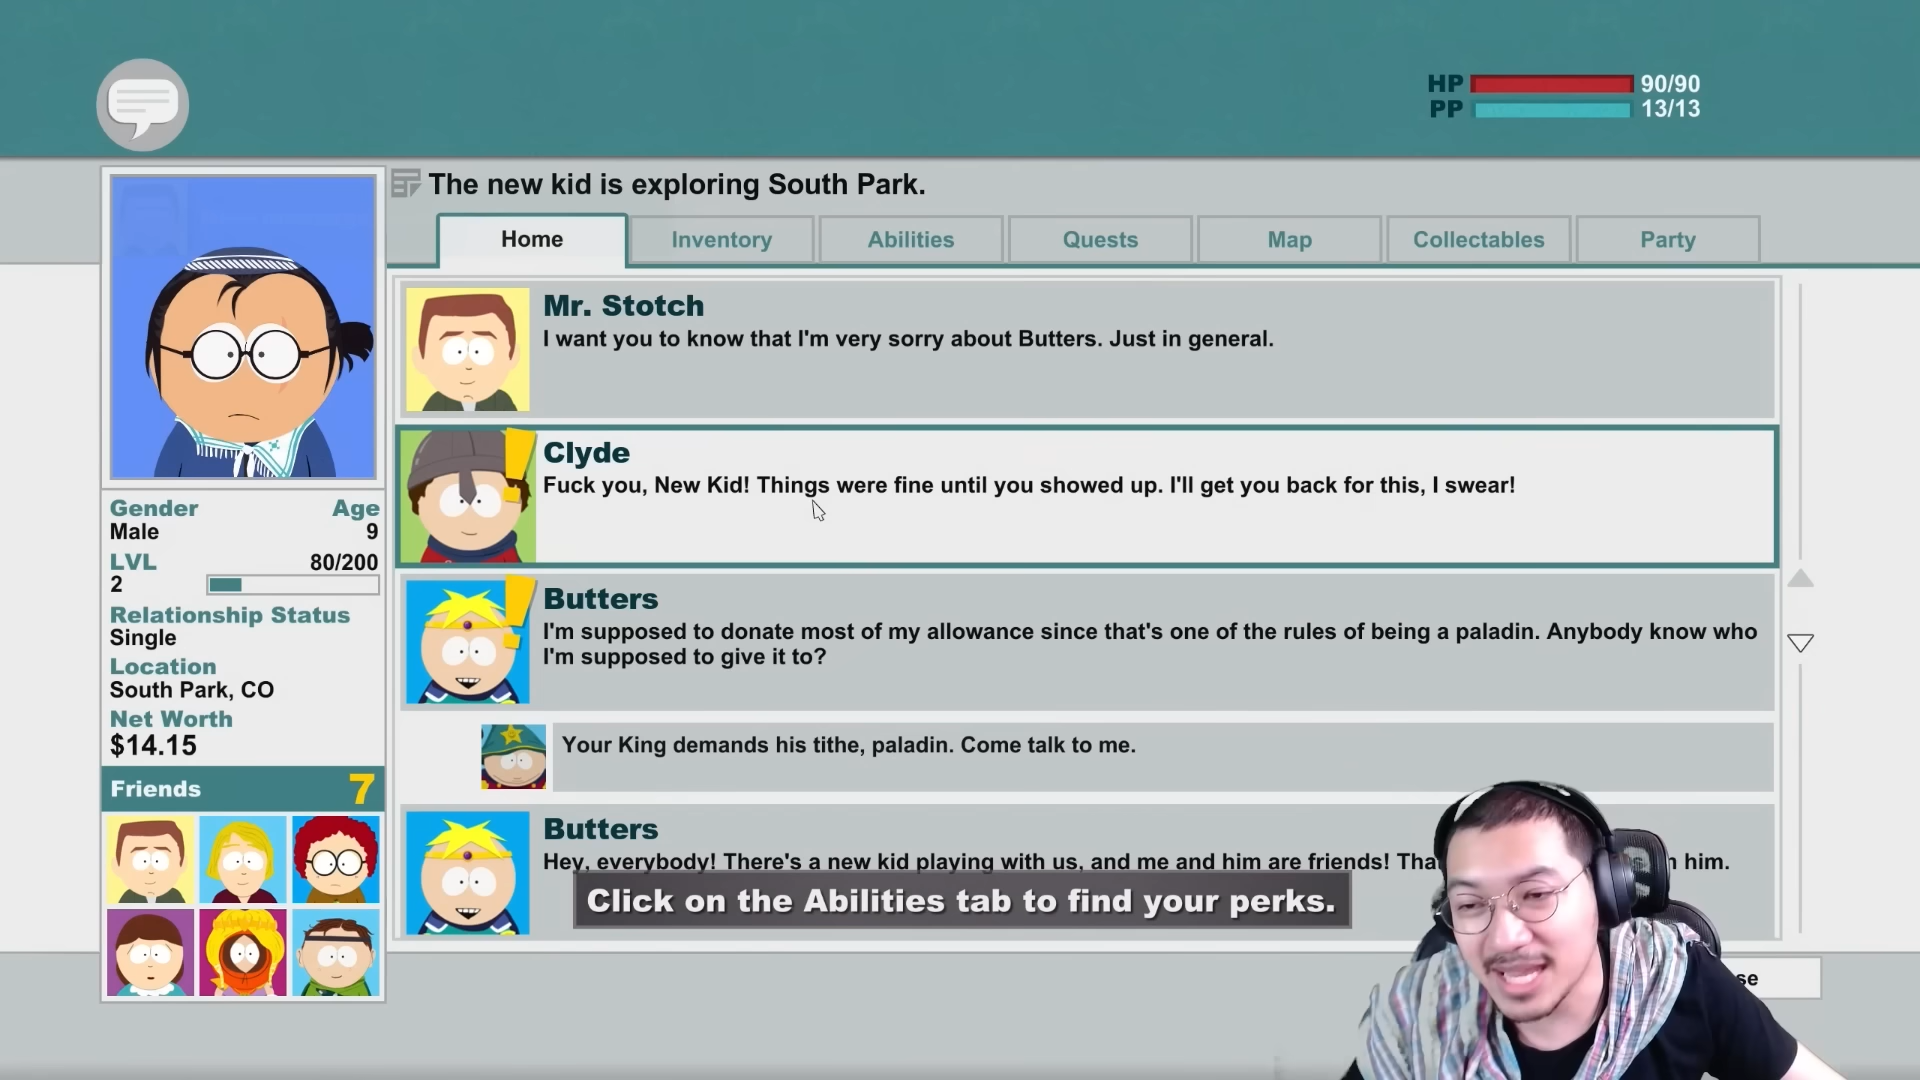 HP 90/90
PP 13/13
The new kid is exploring South Park.
Home Inventory Abilities Quests Map Collectables Party
Mr. Stotch
I want you to know that I'm very sorry about Butters. Just in general.
Clyde
Fuck you, New Kid! Things were fine until you showed up. I'll get you back for this, I swear!
Gender Age
Male 9
LVL 80/200
2
Relationship Status
Single
Location
South Park, CO
Net Worth
$14.15
Friends 7
Butters
I'm supposed to donate most of my allowance since that's one of the rules of being a paladin. Anybody know who
I'm supposed to give it to?
Your King demands his tithe, paladin. Come talk to me.
Butters
Hey, everybody! There's a new kid playing with us, and me and him are friends! him.
Click on the Abilities tab to find your perks.